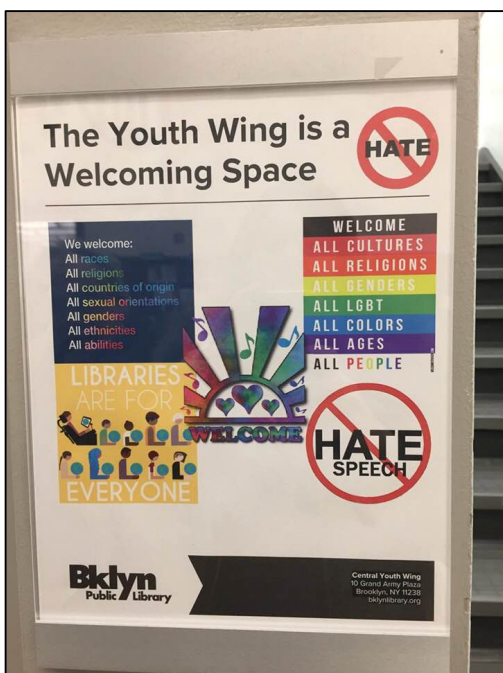 The Youth Wing is a
Welcoming Space
HATE
We welcome:
All races
All religions
All countries of origin
All sexual orientations
All genders
All ethnicities
All abilities
WELCOME
ALL CULTURES
ALL RELIGIONS
ALL GENDERS
ALL LGBT
ALL COLORS
ALL AGES
ALL PEOPLE
LIBRARIES
ARE FOR
EVERYONE
WELCOME
HATE
SPEECH
Bklyn
Public Library
Central Youth Wing
10 Grand Army Plaza
Brooklyn, NY 11238
bklynlibrary.org